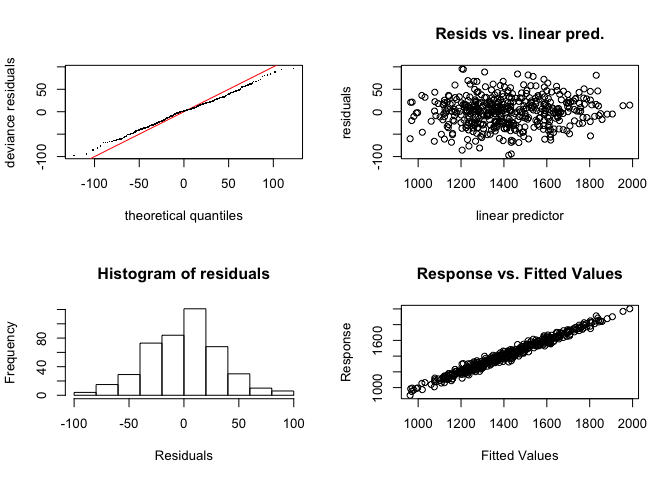 deviance residuals
-100 0 50
-100 -50 0 50 100
theoretical quantiles
Resids vs. linear pred.
residuals
-100 0 50
1000 1200 1400 1600 1800 2000
linear predictor
Histogram of residuals
Frequency
0 40 80
-100 -50 0 50 100
Residuals
Response vs. Fitted Values
Response
1000 1600
1000 1200 1400 1600 1800 2000
Fitted Values